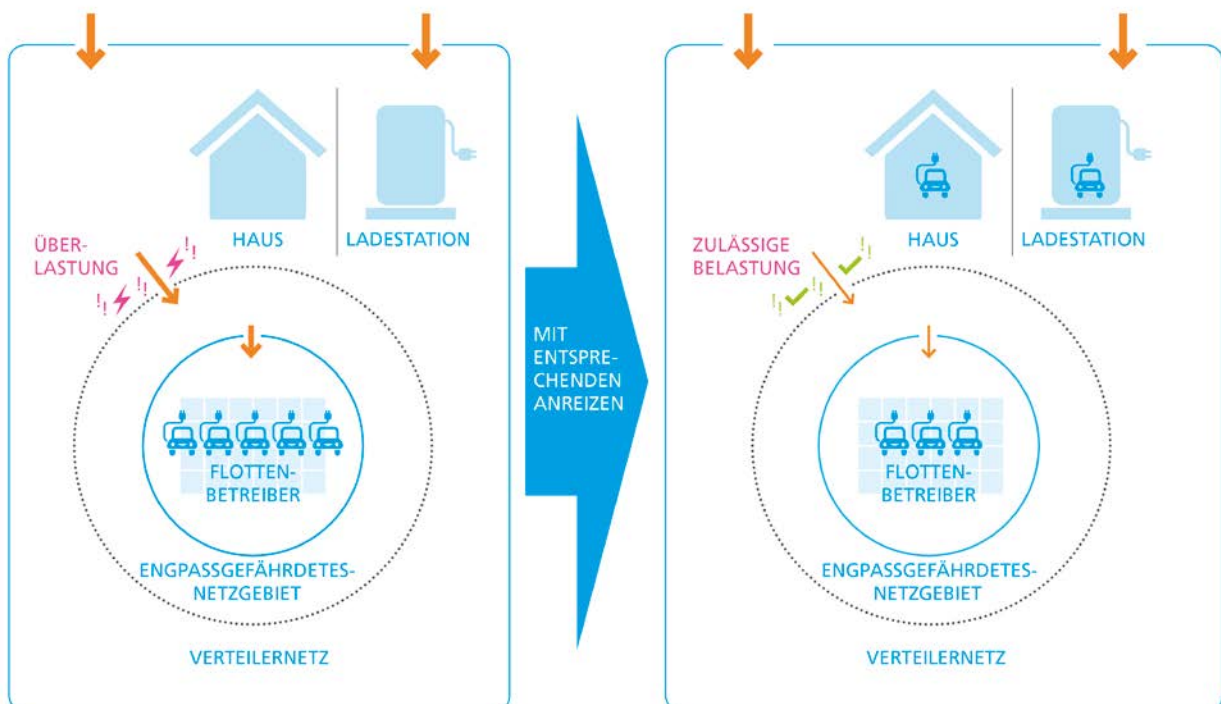 HAUS
LADESTATION
ÜBER-
LASTUNG
!!
!!
!!
FLOTTEN-
BETREIBER
ENGPASSGEFÄHRDETES-
NETZGEBIET
VERTEILERNETZ
MIT
ENTSPRE-
CHENDEN
ANREIZEN
HAUS
LADESTATION
ZULÄSSIGE
BELASTUNG
!!
!!
!!
FLOTTEN-
BETREIBER
ENGPASSGEFÄHRDETES-
NETZGEBIET
VERTEILERNETZ